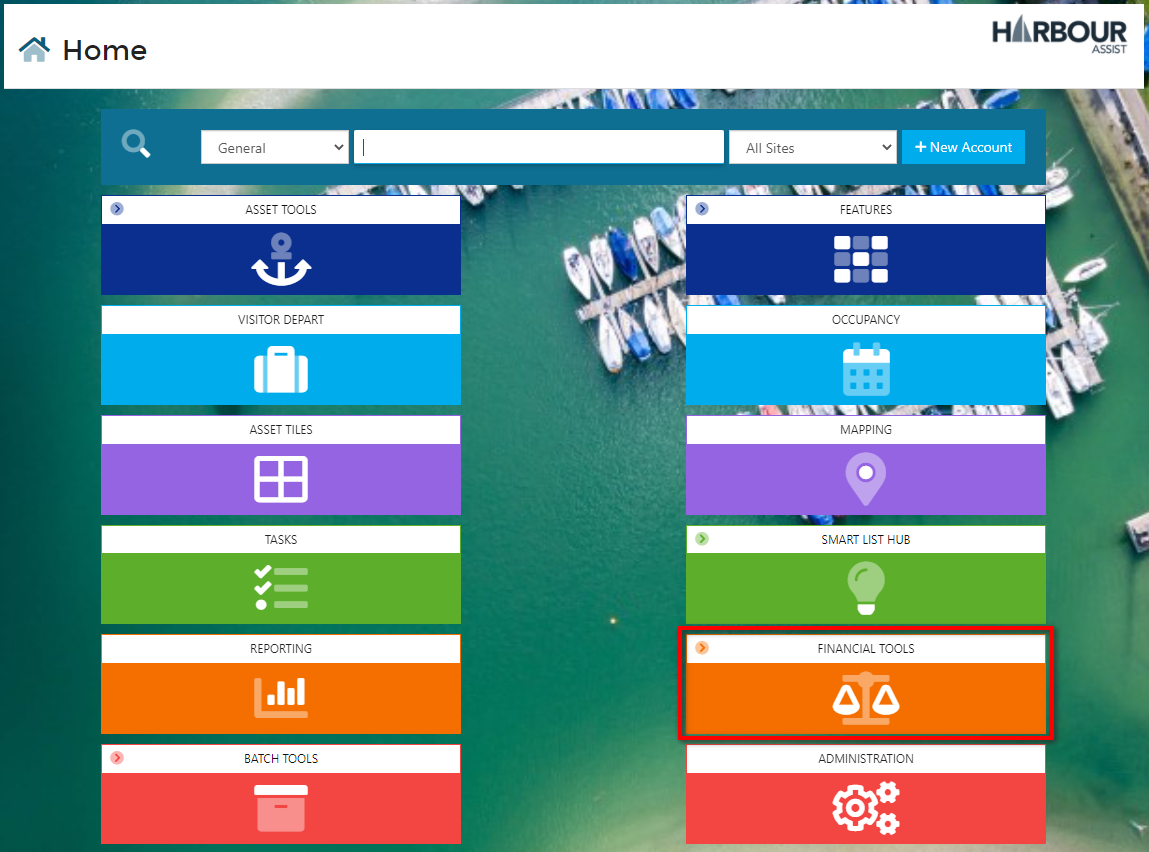 Home
HARBOUR
ASSIST
General
All Sites
+ New Account
ASSET TOOLS
FEATURES
VISITOR DEPART
OCCUPANCY
ASSET TILES
MAPPING
TASKS
SMART LIST HUB
REPORTING
FINANCIAL TOOLS
BATCH TOOLS
ADMINISTRATION